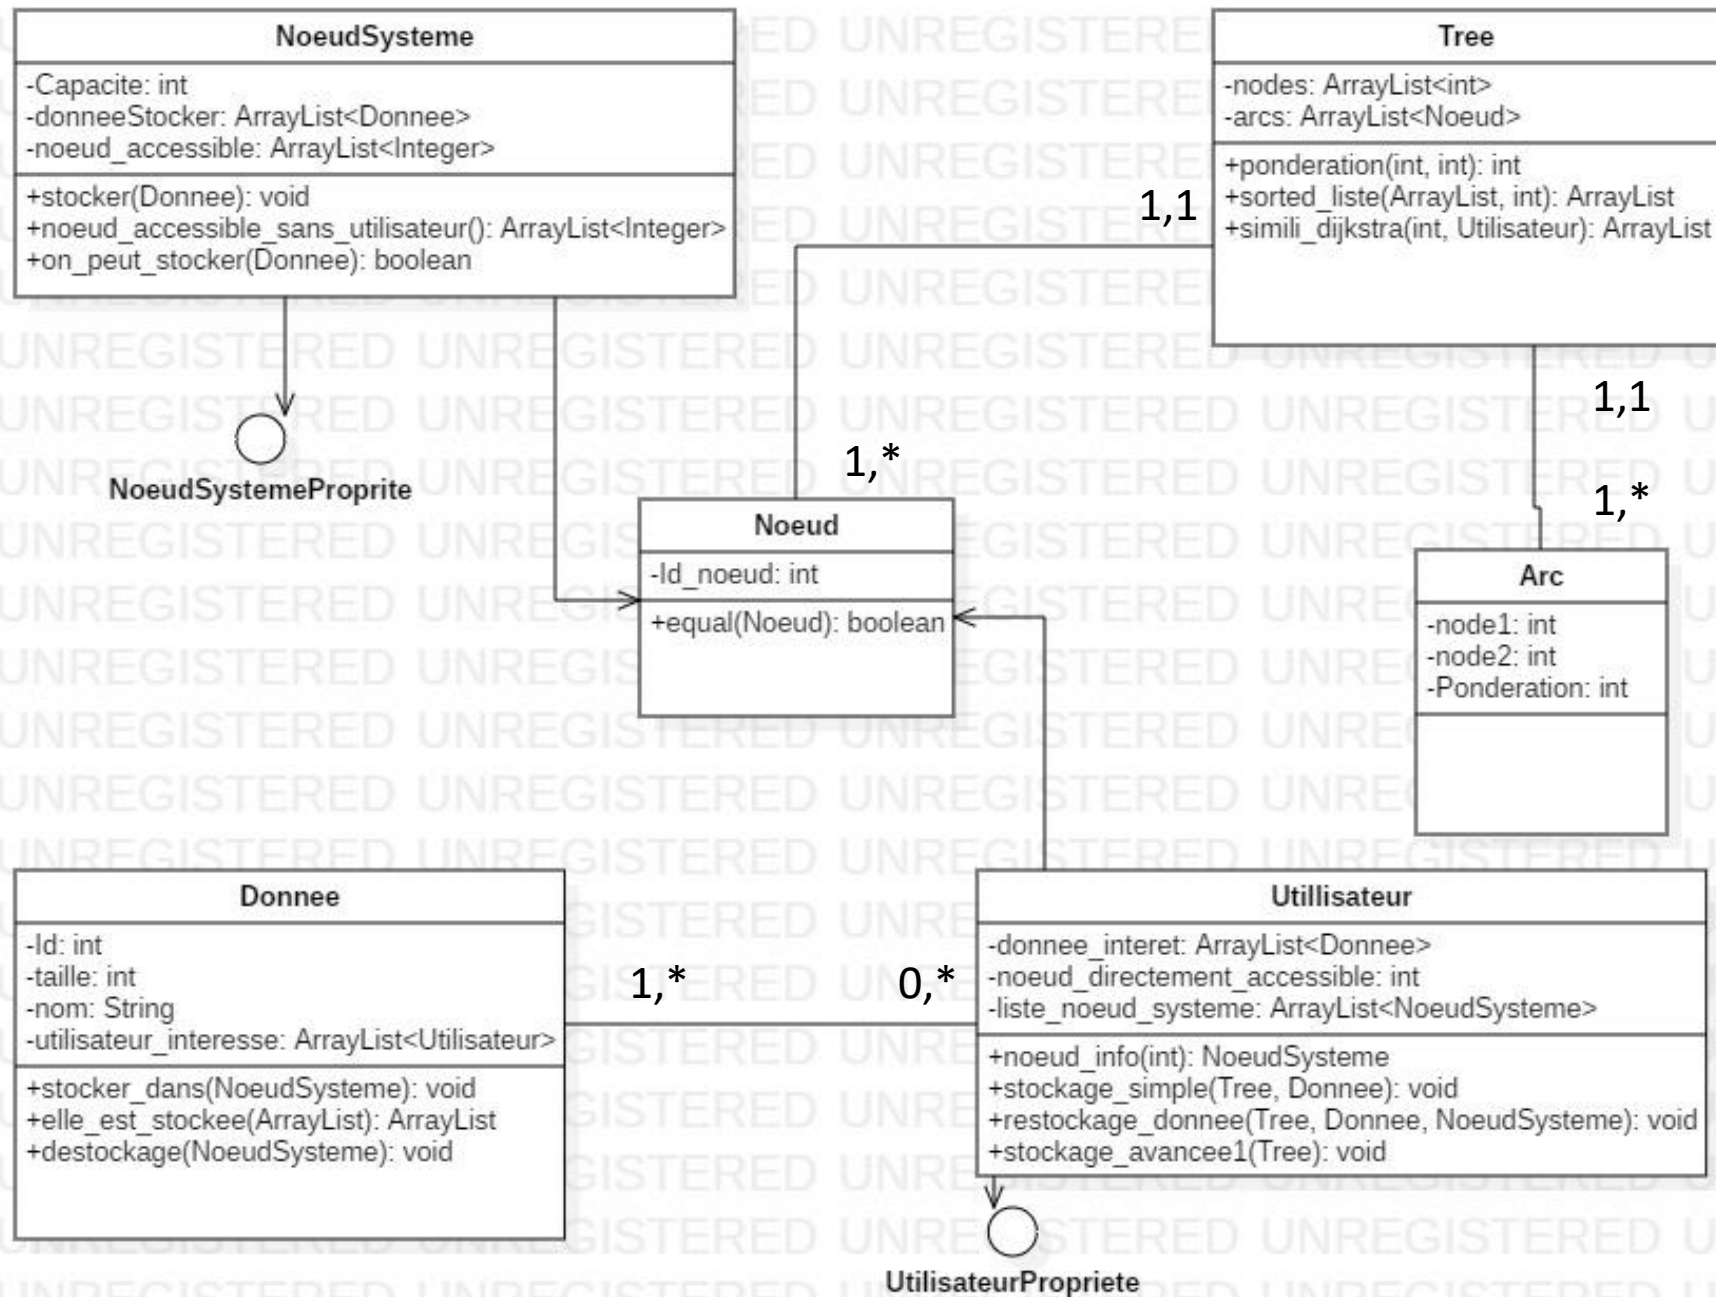 NoeudSysteme
-Capacite: int
-donneeStocker: ArrayList<Donnee>
-noeud_accessible: ArrayList<Integer>
+stocker(Donnee): void
+noeud_accessible_sans_utilisateur(): ArrayList<Integer>
+on_peut_stocker(Donnee): boolean
Tree
-nodes: ArrayList<int>
-arcs: ArrayList<Noeud>
+ponderation(int, int): int
+sorted_liste(ArrayList, int): ArrayList
+simili_dijkstra(int, Utilisateur): ArrayList
1,1
1,1
NoeudSystemeProprite
1,*
1,*
Noeud
-Id_noeud: int
+equal(Noeud): boolean
Arc
-node1: int
-node2: int
-Ponderation: int
Donnee
-Id: int
-taille: int
-nom: String
-utilisateur_interesse: ArrayList<Utilisateur>
+stocker_dans(NoeudSysteme): void
+elle_est_stockee(ArrayList): ArrayList
+destockage(NoeudSysteme): void
1,*
0,*
Utillisateur
-donnee_interet: ArrayList<Donnee>
-noeud_directement_accessible: int
-liste_noeud_systeme: ArrayList<NoeudSysteme>
+noeud_info(int): NoeudSysteme
+stockage_simple(Tree, Donnee): void
+restockage_donnee(Tree, Donnee, NoeudSysteme): void
+stockage_avancee1(Tree): void
UtilisateurPropriete
UNREGISTERED